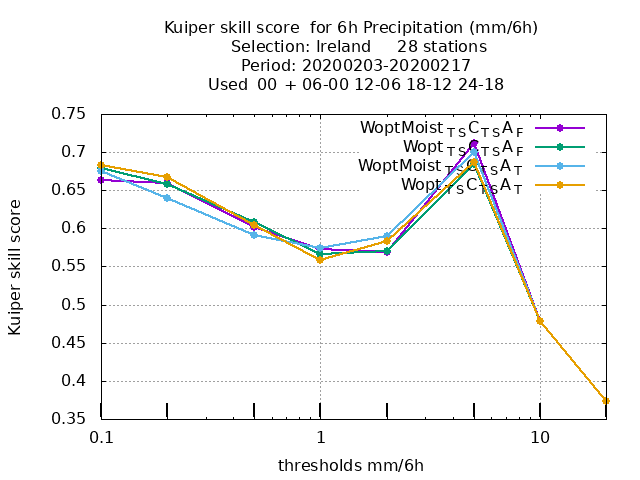 Kuiper skill score  for 6h Precipitation (mm/6h)
Selection: Ireland     28 stations
Period: 20200203-20200217
Used  00 + 06-00 12-06 18-12 24-18
WoptMoist TS C TS A F
Wopt TS C TS A F
WoptMoist TS C TS A T
Wopt TS C TS A T
Kuiper skill score
0.75
0.7
0.65
0.6
0.55
0.5
0.45
0.4
0.35
0.1 1 10
thresholds mm/6h